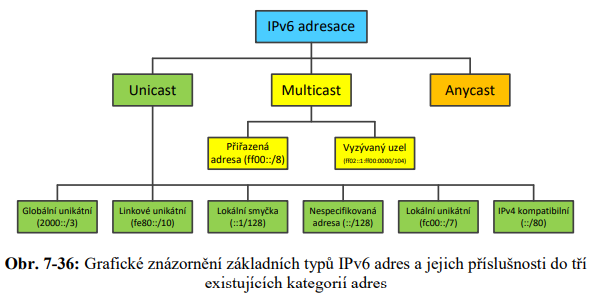 IPv6 adresace
Unicast
Multicast
Anycast
Přiřazená
adresa (ff00::/8)
Vyzývaný uzel
(ff02::1:ff00:0000/104)
Globální unikátní
(2000::/3)
Linkové unikátní
(fe80::/10)
Lokální smyčka
(::1/128)
Nespecifikovaná
adresa (::/128)
Lokální unikátní
(fc00::/7)
IPv4 kompatibilní
(::/80)
Obr. 7-36: Grafické znázornění základních typů IPv6 adres a jejich příslušnosti do tří
existujících kategorií adres